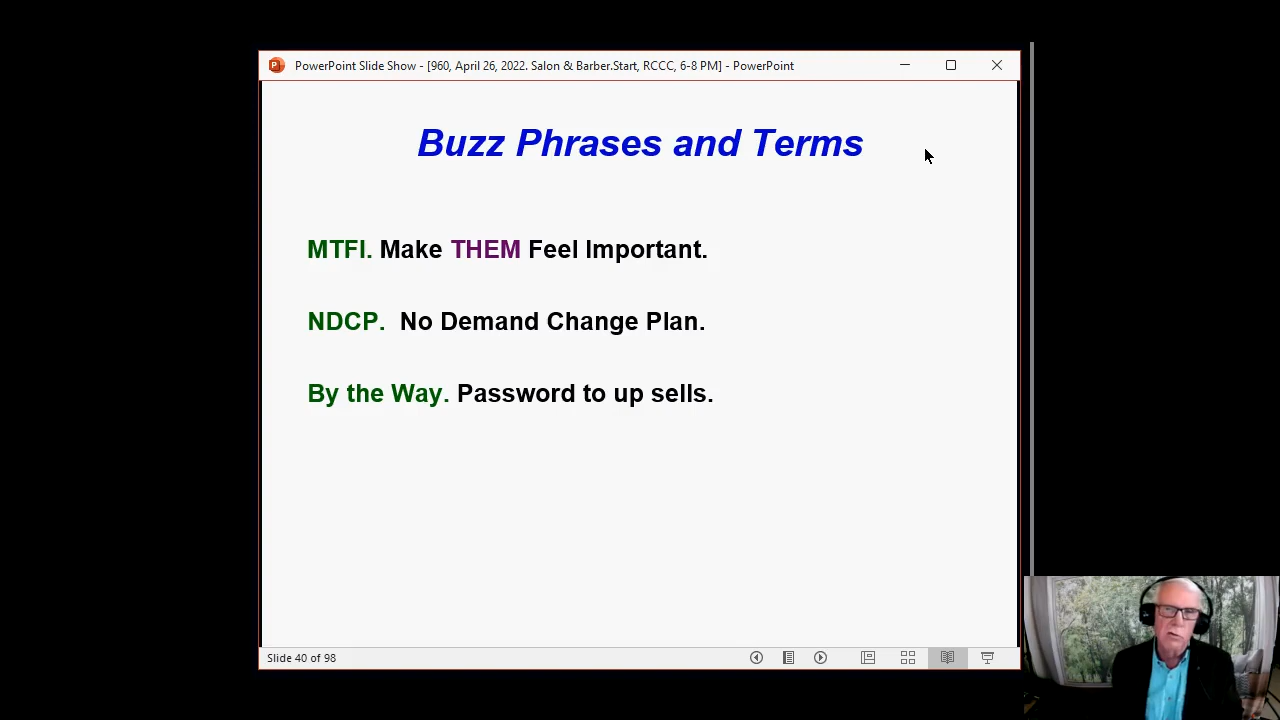 PowerPoint Slide Show - [960, April 26, 2022. Salon & Barber.Start, RCCC, 6-8 PM] - PowerPoint
Buzz Phrases and Terms
MTFI. Make THEM Feel Important.
NDCP. No Demand Change Plan.
By the Way. Password to up sells.
Slide 40 of 98